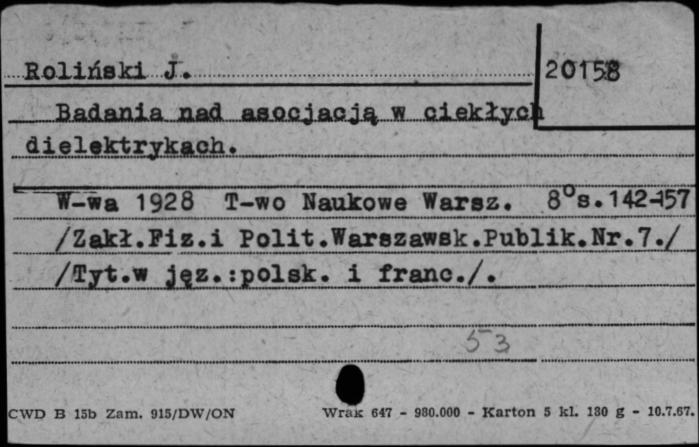 Roliński J.
20158
Badania nad asocjacją w ciekłych
dielektrykach.
W-wa 1928 T-wo Naukowe Warsz. 8°s.142-157
/Zakł.Fiz.i Polit.Warszawsk.Publik.Nr.7./
/Tyt.w jęz.:polsk. i franc./.
53
CWD B 15b Zam. 915/DW/ON
Wrak 647 - 980.000 - Karton 5 kl. 180 g - 10.7.67.